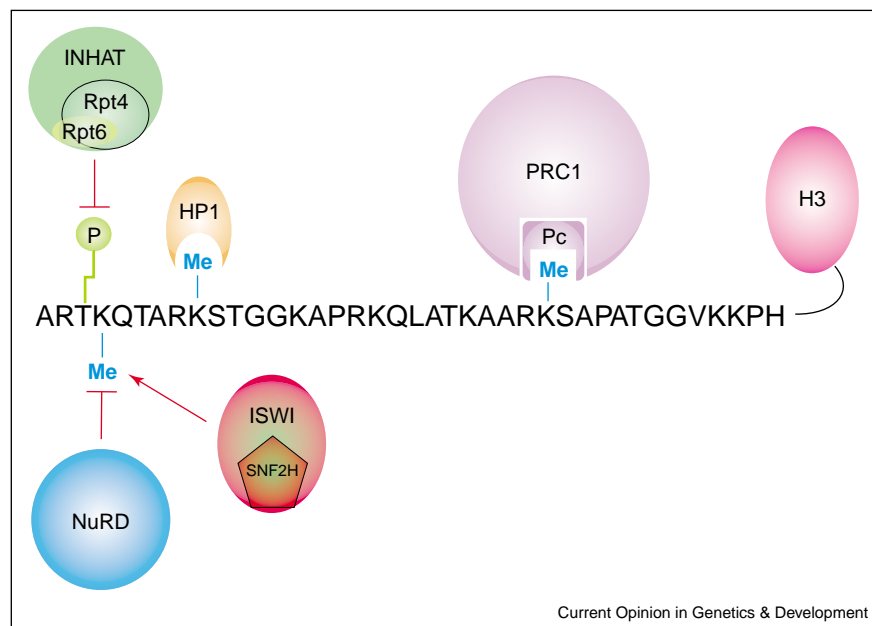 INHAT
Rpt4
Rpt6
P
HP1
Me
PRC1
Pc
Me
H3
ARTKQTARKSTGGKAPRKQLATKAARKSAPATGGVKKPH
Me
ISWI
SNF2H
NuRD
Current Opinion in Genetics & Development